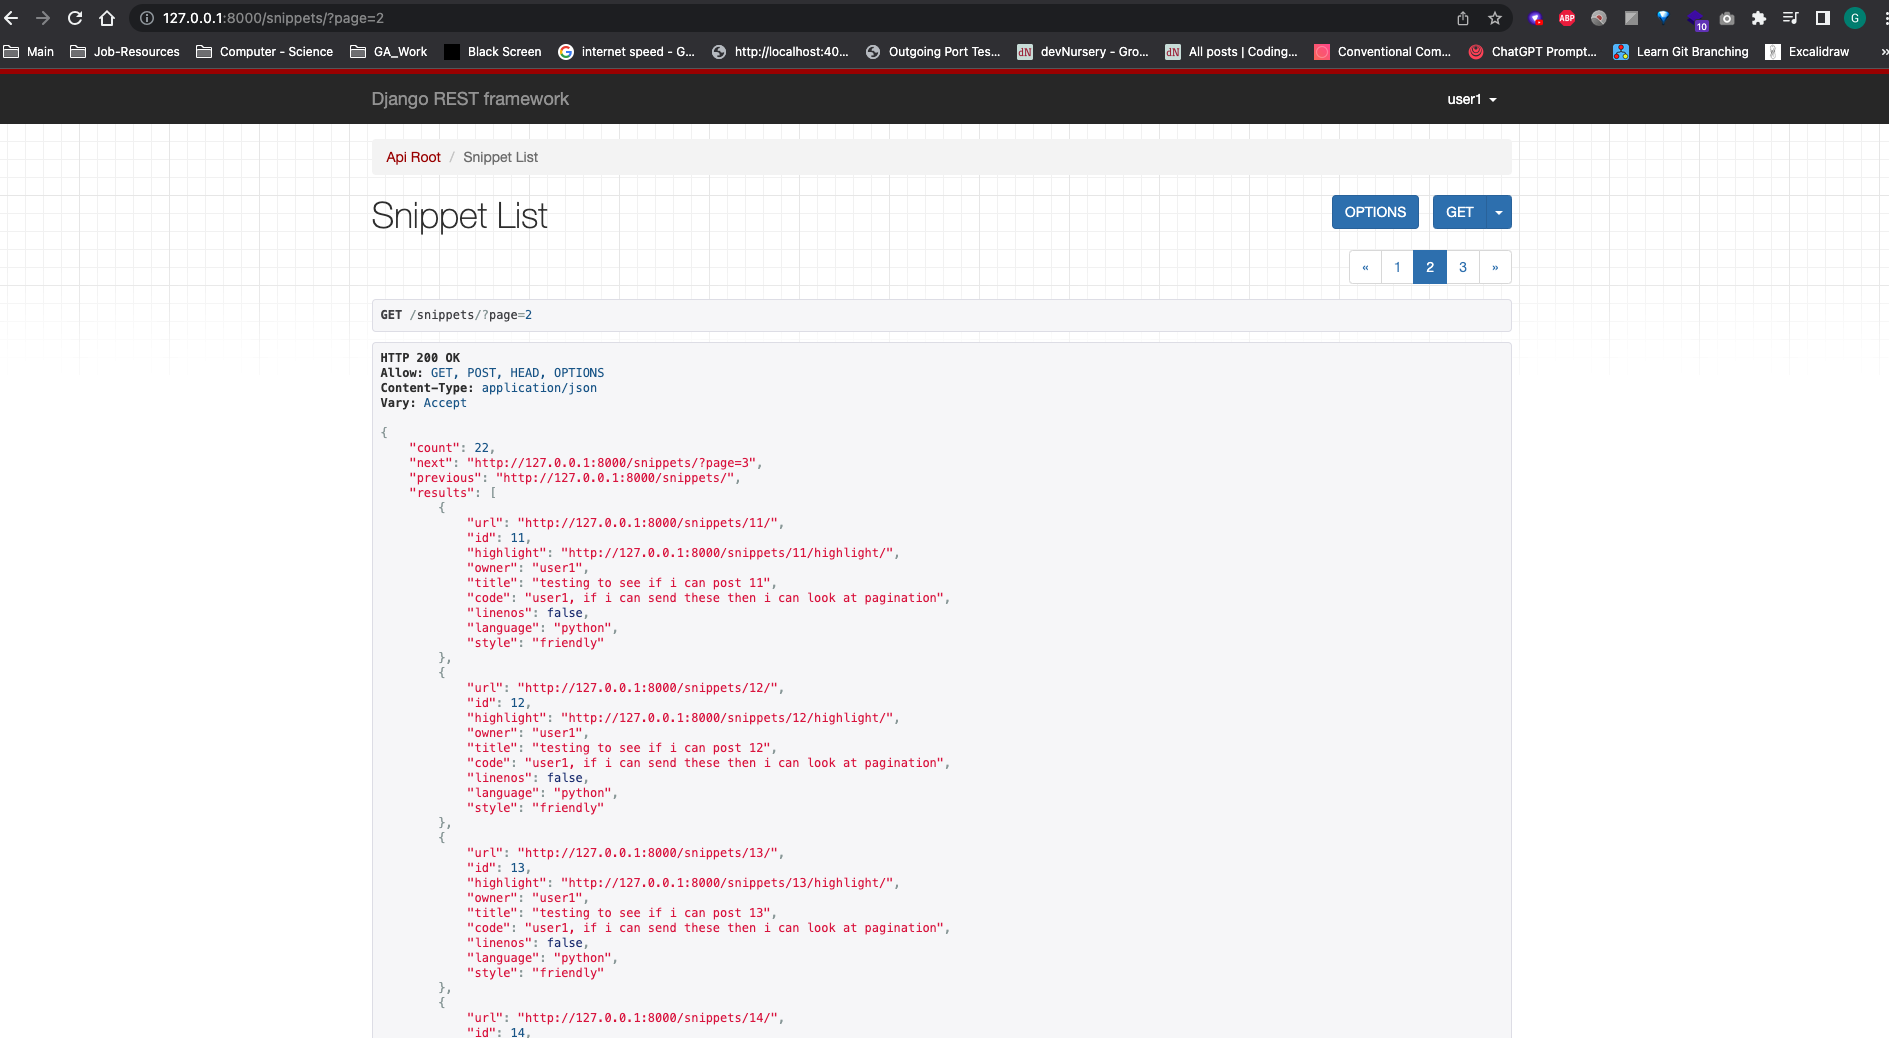 127.0.0.1:8000/snippets/?page=2
ABP
10
G
Main Job-Resources Computer - Science GA_Work Black Screen internet speed - G... http://localhost:40... Outgoing Port Tes... dN devNursery - Gro... dN All posts | Coding... Conventional Com... ChatGPT Prompt... Learn Git Branching Excalidraw »
Django REST framework user1
Api Root / Snippet List
Snippet List OPTIONS GET
« 1 2 3 »
GET /snippets/?page=2
HTTP 200 OK
Allow: GET, POST, HEAD, OPTIONS
Content-Type: application/json
Vary: Accept
{
"count": 22,
"next": "http://127.0.0.1:8000/snippets/?page=3",
"previous": "http://127.0.0.1:8000/snippets/",
"results": [
{
"url": "http://127.0.0.1:8000/snippets/11/",
"id": 11,
"highlight": "http://127.0.0.1:8000/snippets/11/highlight/",
"owner": "user1",
"title": "testing to see if i can post 11",
"code": "user1, if i can send these then i can look at pagination",
"linenos": false,
"language": "python",
"style": "friendly"
},
{
"url": "http://127.0.0.1:8000/snippets/12/",
"id": 12,
"highlight": "http://127.0.0.1:8000/snippets/12/highlight/",
"owner": "user1",
"title": "testing to see if i can post 12",
"code": "user1, if i can send these then i can look at pagination",
"linenos": false,
"language": "python",
"style": "friendly"
},
{
"url": "http://127.0.0.1:8000/snippets/13/",
"id": 13,
"highlight": "http://127.0.0.1:8000/snippets/13/highlight/",
"owner": "user1",
"title": "testing to see if i can post 13",
"code": "user1, if i can send these then i can look at pagination",
"linenos": false,
"language": "python",
"style": "friendly"
},
{
"url": "http://127.0.0.1:8000/snippets/14/",
"id": 14,